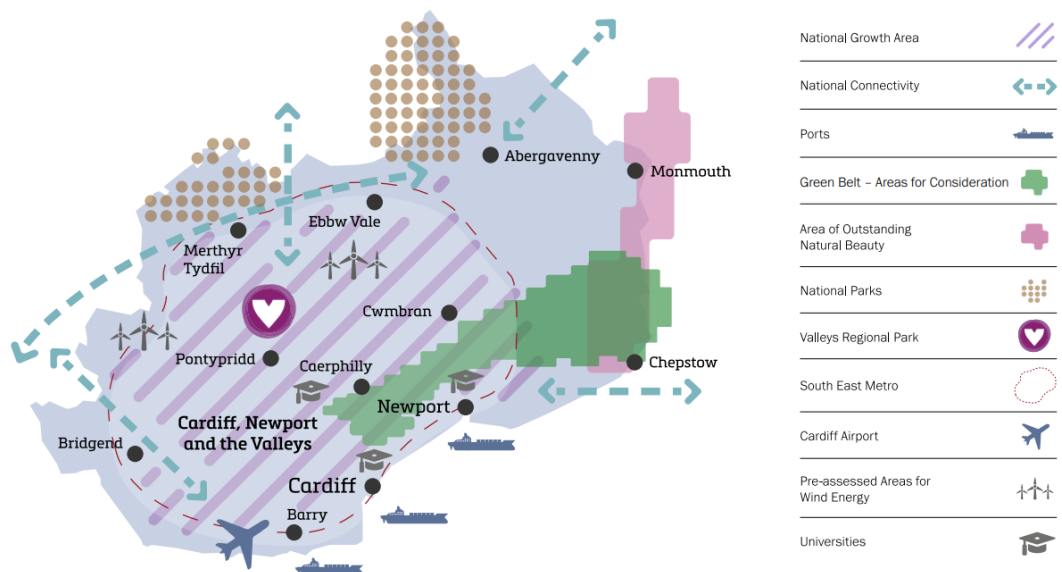 Abergavenny
Monmouth
Ebbw Vale
Merthyr
Tydfil
Cwmbran
Pontypridd
Caerphilly
Chepstow
Newport
Cardiff, Newport
and the Valleys
Bridgend
Cardiff
Barry
National Growth Area
National Connectivity
Ports
Green Belt – Areas for Consideration
Area of Outstanding
Natural Beauty
National Parks
Valleys Regional Park
South East Metro
Cardiff Airport
Pre-assessed Areas for
Wind Energy
Universities